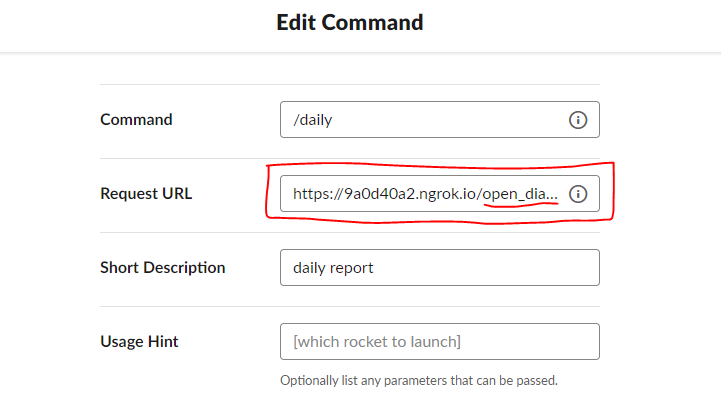 Edit Command
Command
/daily
Request URL
https://9a0d40a2.ngrok.io/open_dia...
Short Description
daily report
Usage Hint
[which rocket to launch]
Optionally list any parameters that can be passed.